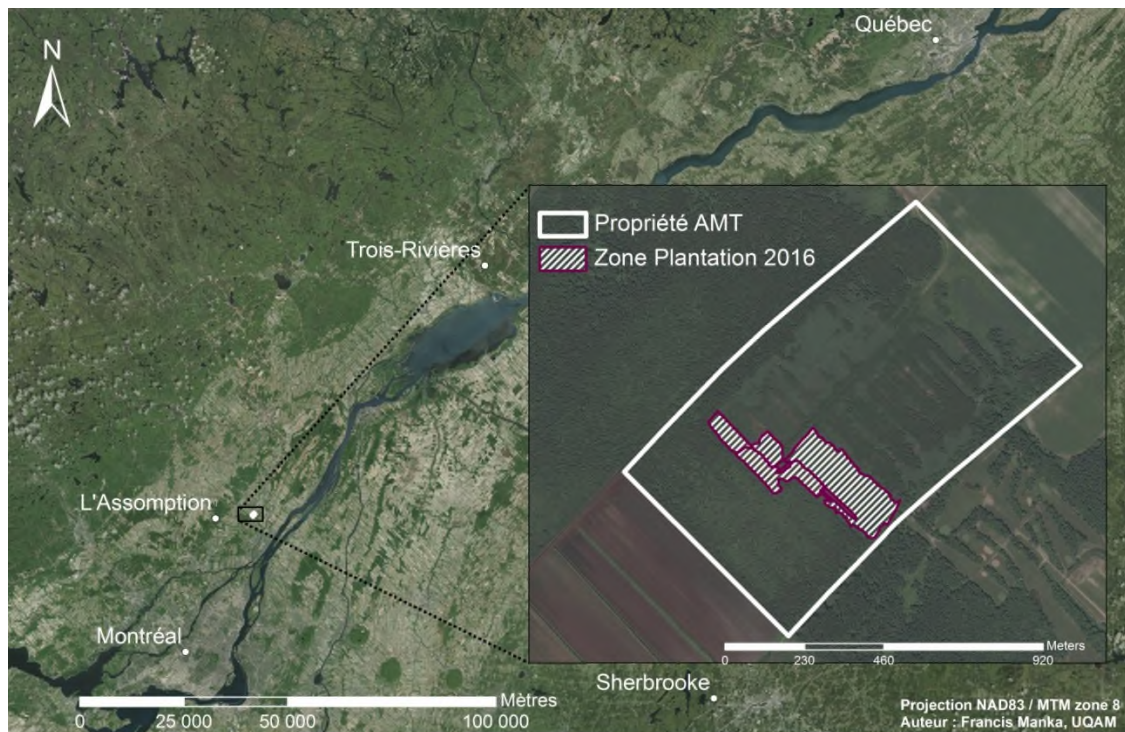 Québec
N
Propriété AMT
Zone Plantation 2016
Trois-Rivières
L'Assomption
Montréal
Meters
0 230 460 920
Sherbrooke
Mètres
0 25 000 50 000 100 000
Projection NAD83 / MTM zone 8
Auteur : Francis Manka, UQAM